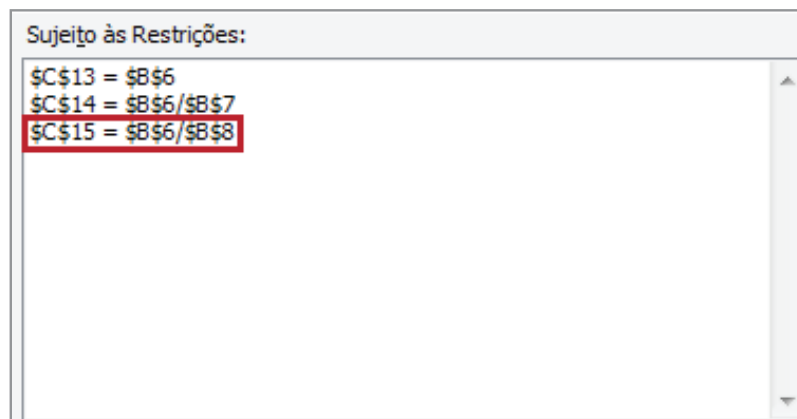 Sujeito às Restrições:
$C$13 = $B$6
$C$14 = $B$6/$B$7
$C$15 = $B$6/$B$8